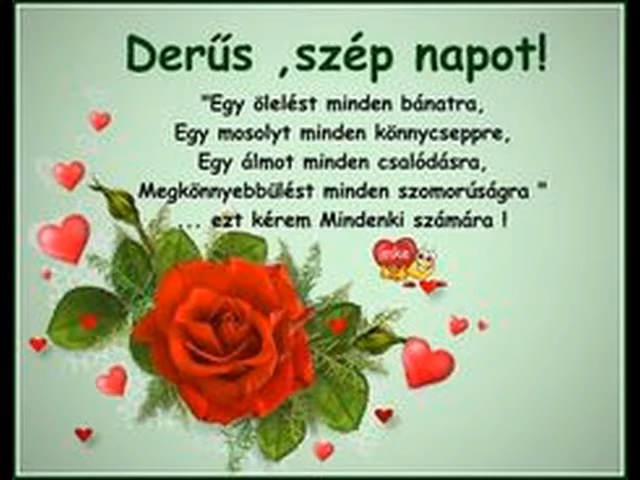 Derűs ,szép napot!
"Egy ölelést minden bánatra,
Egy mosolyt minden könnycseppre,
Egy álmot minden csalódásra,
Megkönnyebbülést minden szomorúságra "
... ezt kérem Mindenki számára !